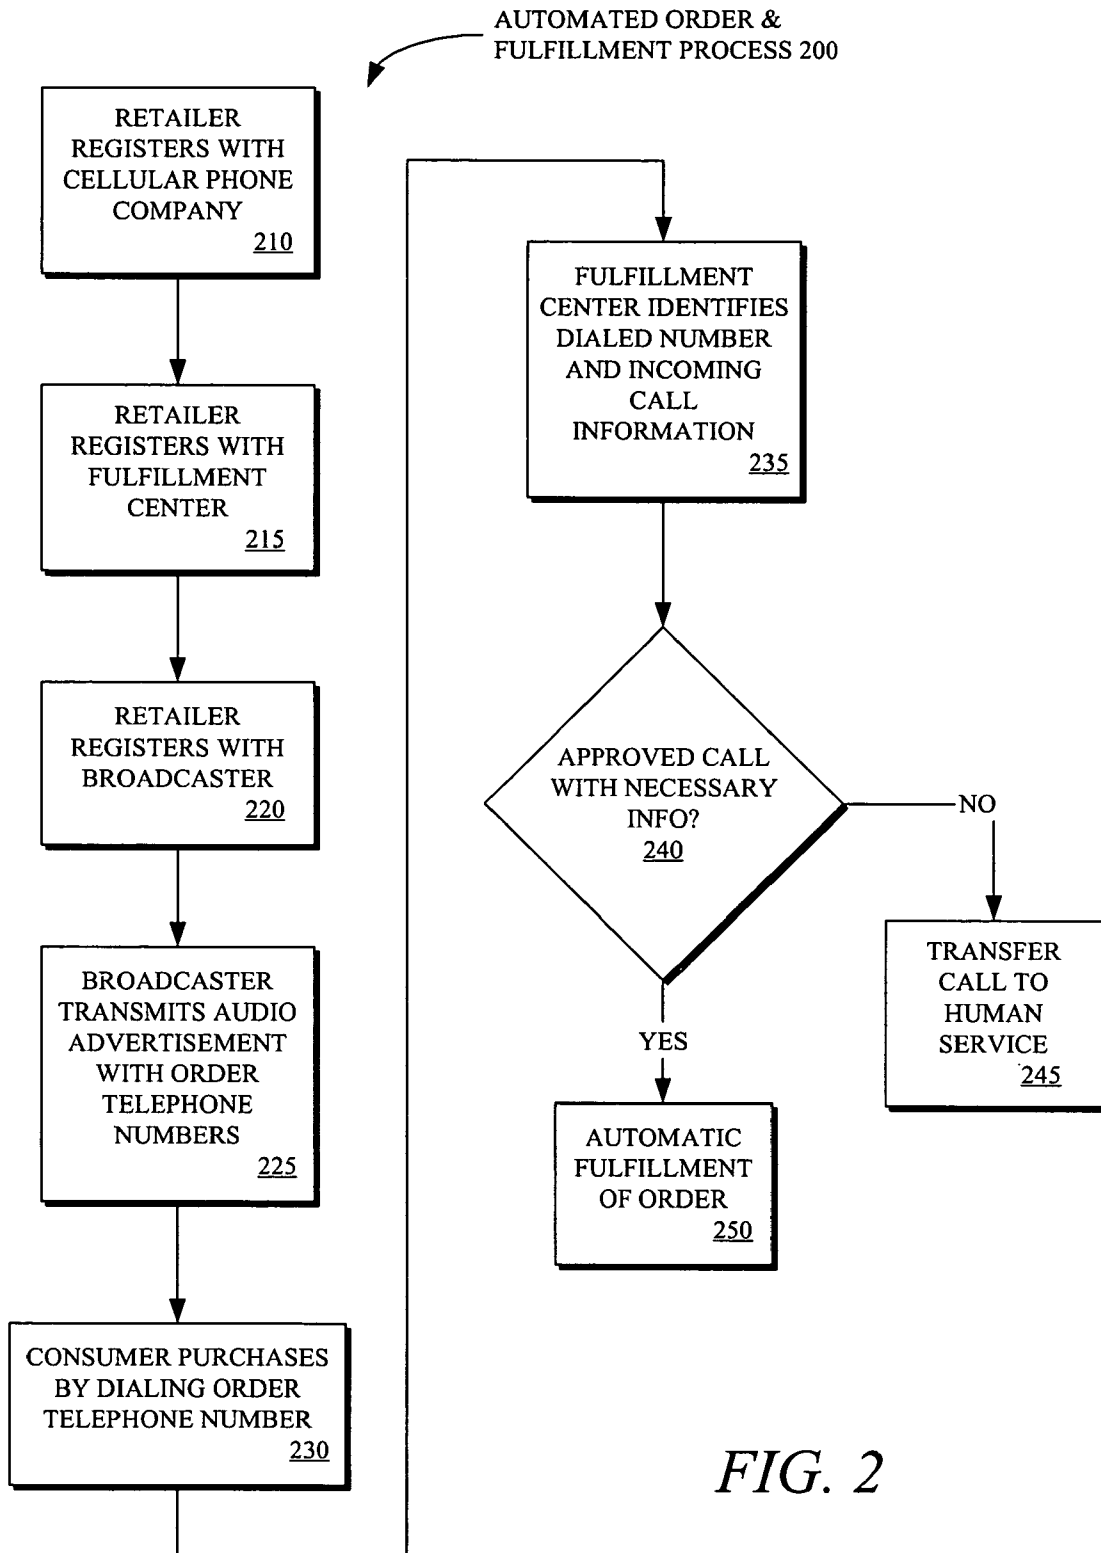 AUTOMATED ORDER &
FULFILLMENT PROCESS 200
RETAILER
REGISTERS WITH
CELLULAR PHONE
COMPANY
210
RETAILER
REGISTERS WITH
FULFILLMENT
CENTER
215
RETAILER
REGISTERS WITH
BROADCASTER
220
BROADCASTER
TRANSMITS AUDIO
ADVERTISEMENT
WITH ORDER
TELEPHONE
NUMBERS
225
CONSUMER PURCHASES
BY DIALING ORDER
TELEPHONE NUMBER
230
FULFILLMENT
CENTER IDENTIFIES
DIALED NUMBER
AND INCOMING
CALL
INFORMATION
235
APPROVED CALL
WITH NECESSARY
INFO?
240
NO
TRANSFER
CALL TO
HUMAN
SERVICE
245
YES
AUTOMATIC
FULFILLMENT
OF ORDER
250
FIG. 2